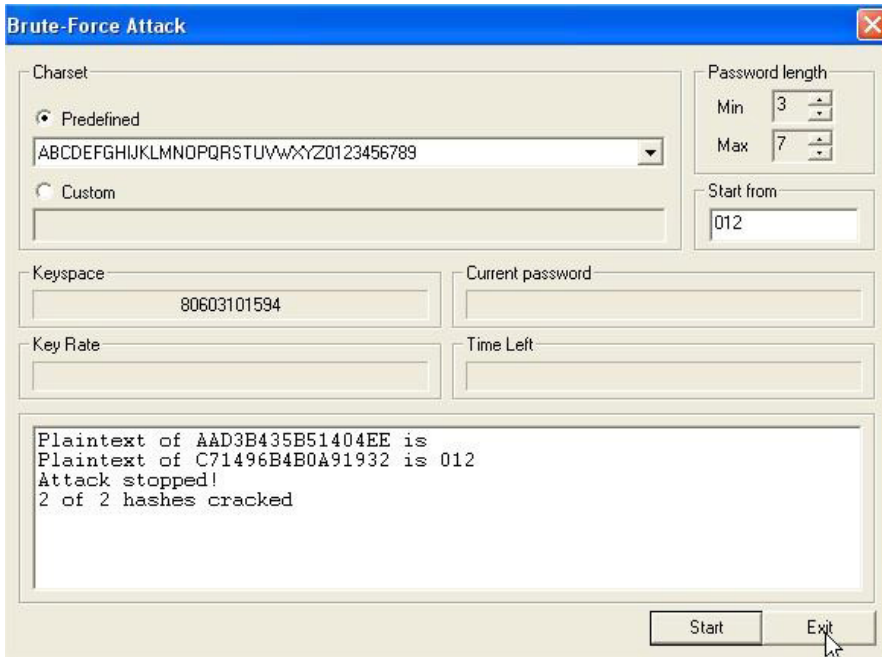 Brute-Force Attack
Charset
Predefined
ABCDEFGHIJKLMNOPQRSTUVWXYZ0123456789
Custom
Password length
Min 3
Max 7
Start from
012
Keyspace
80603101594
Current password
Key Rate
Time Left
Plaintext of AAD3B435B51404EE is
Plaintext of C71496B4B0A91932 is 012
Attack stopped!
2 of 2 hashes cracked
Start
Exit